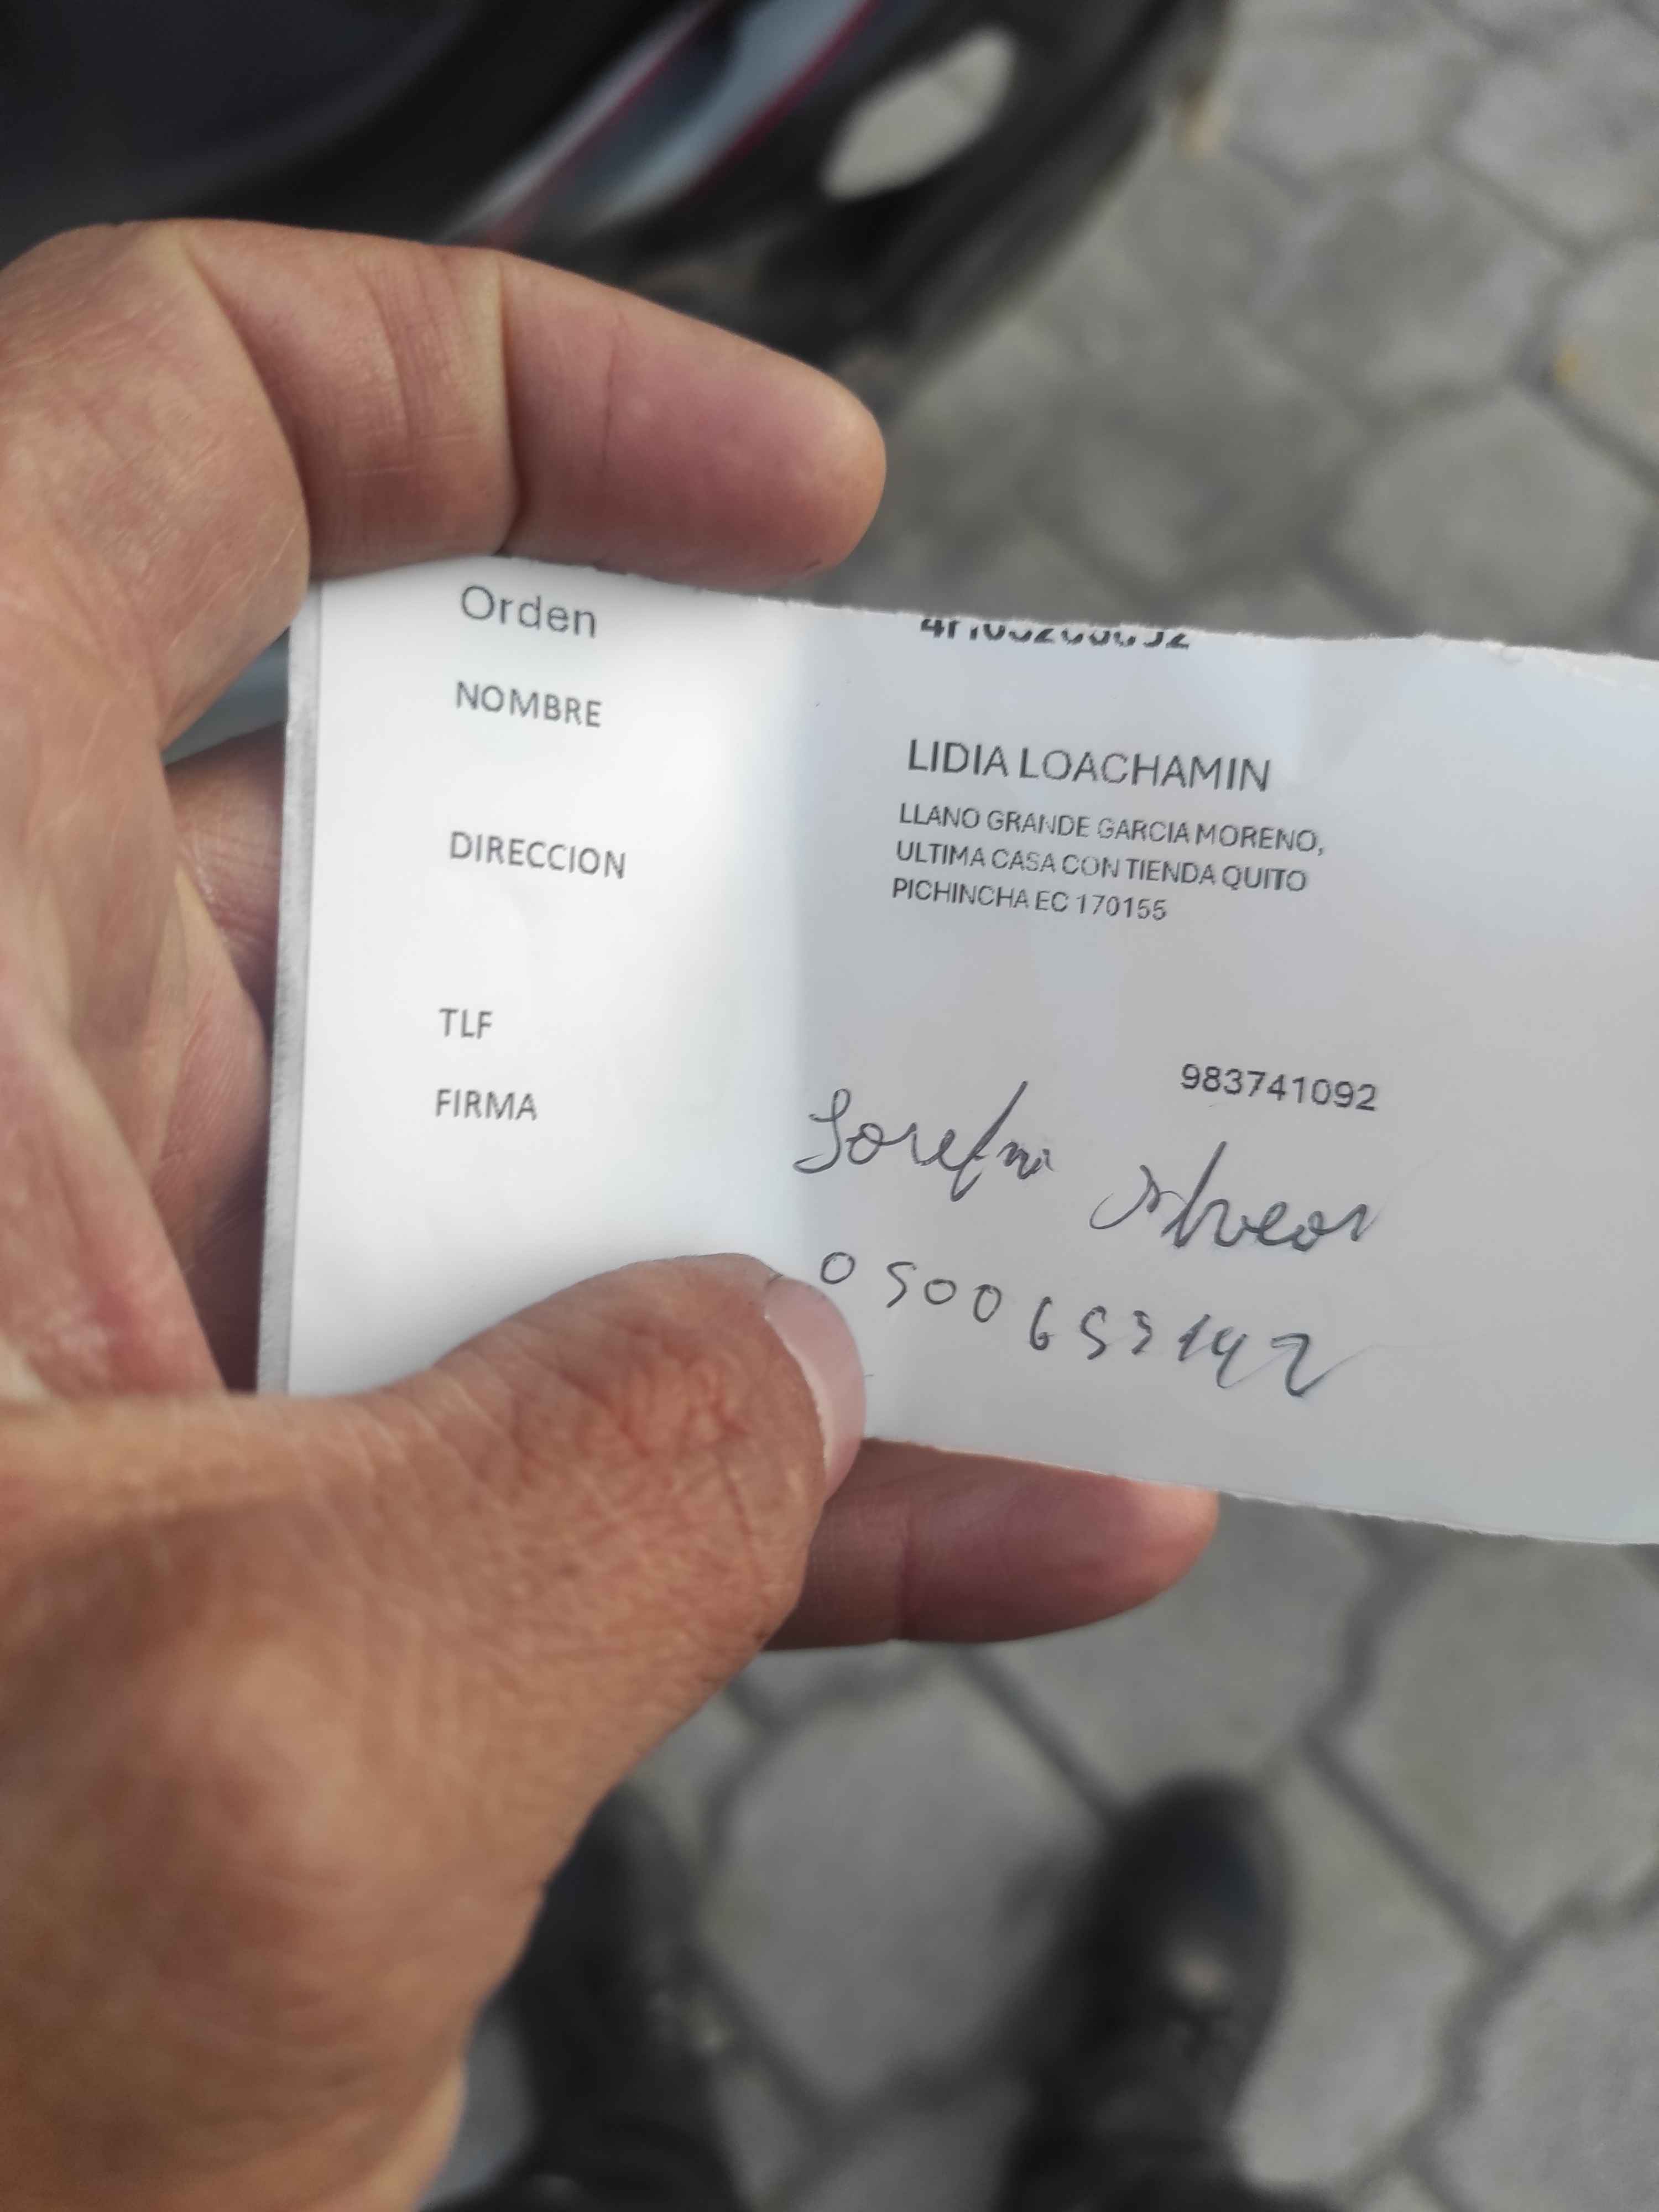 Orden
NOMBRE LIDIA LOACHAMIN
DIRECCION LLANO GRANDE GARCIA MORENO,
ULTIMA CASA CON TIENDA QUITO
PICHINCHA EC 170155
TLF 983741092
FIRMA
0500653142